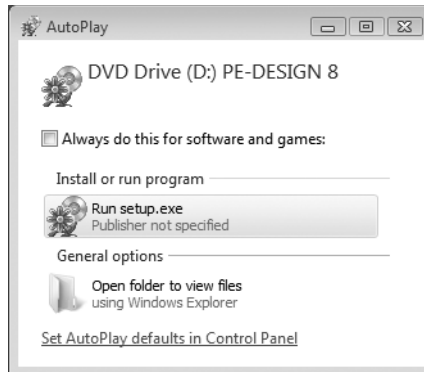 AutoPlay
DVD Drive (D:) PE-DESIGN 8
Always do this for software and games:
Install or run program
Run setup.exe
Publisher not specified
General options
Open folder to view files
using Windows Explorer
Set AutoPlay defaults in Control Panel